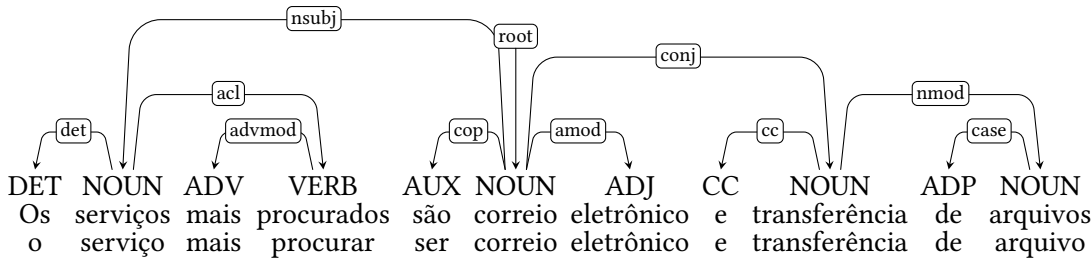 nsubj
root
conj
acl
nmod
det
advmod
cop
amod
cc
case
DET NOUN ADV VERB AUX NOUN ADJ CC NOUN ADP NOUN
Os serviços mais procurados são correio eletrônico e transferência de arquivos
o serviço mais procurar ser correio eletrônico e transferência de arquivo